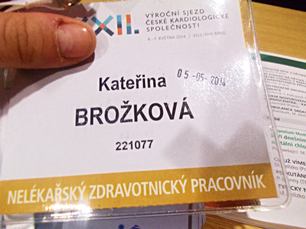 XXII.
VÝROČNÍ SJEZD
ČESKÉ KARDIOLOGICKÉ
SPOLEČNOSTI
Kateřina
05-05-2014
BROŽKOVÁ
221077
NELÉKAŘSKÝ ZDRAVOTNICKÝ PRACOVNÍK